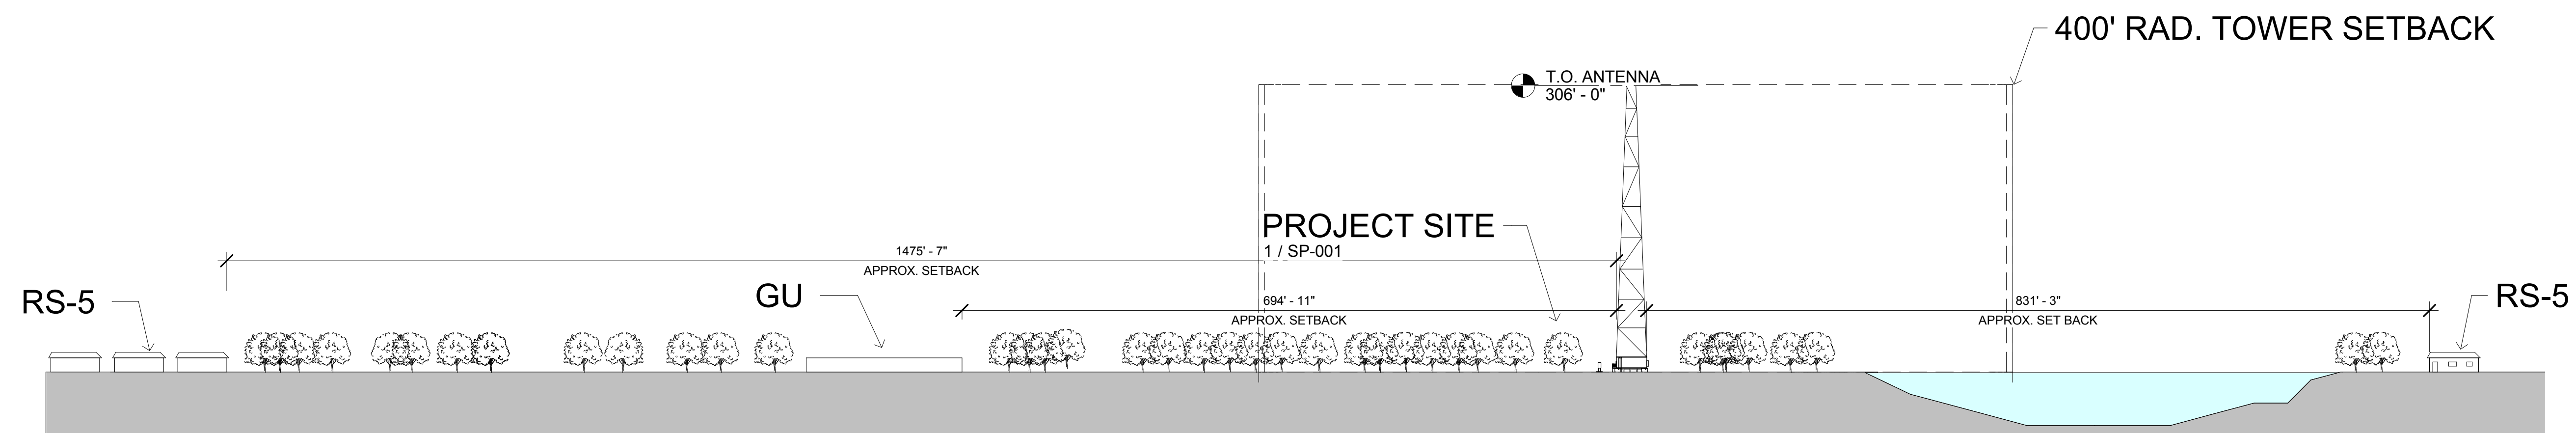 400' RAD. TOWER SETBACK
T.O. ANTENNA
306' - 0"
PROJECT SITE
1 / SP-001
1475' - 7"
APPROX. SETBACK
RS-5
GU
694' - 11"
APPROX. SETBACK
831' - 3"
APPROX. SET BACK
RS-5